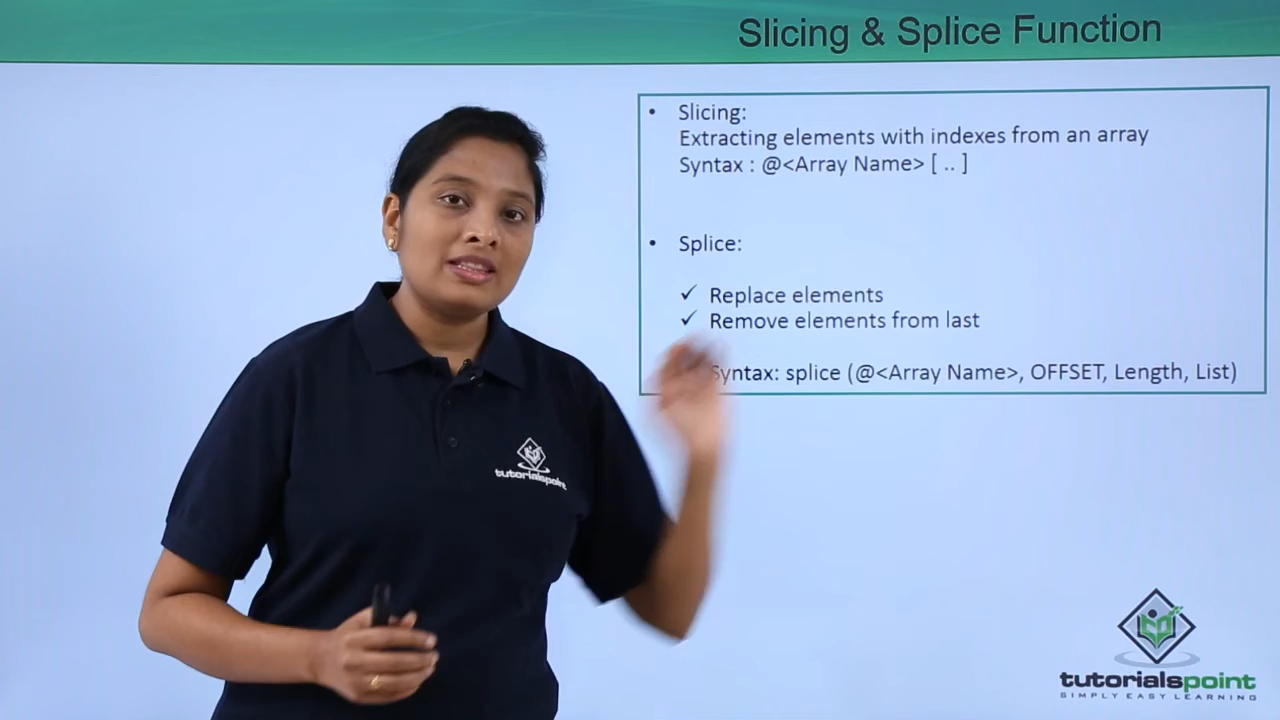 Slicing & Splice Function
• Slicing:
Extracting elements with indexes from an array
Syntax : @<Array Name> [ .. ]
• Splice:
✓ Replace elements
✓ Remove elements from last
Syntax: splice (@<Array Name>, OFFSET, Length, List)
tutorialspoint
tutorialspoint
SIMPLY EASY LEARNING